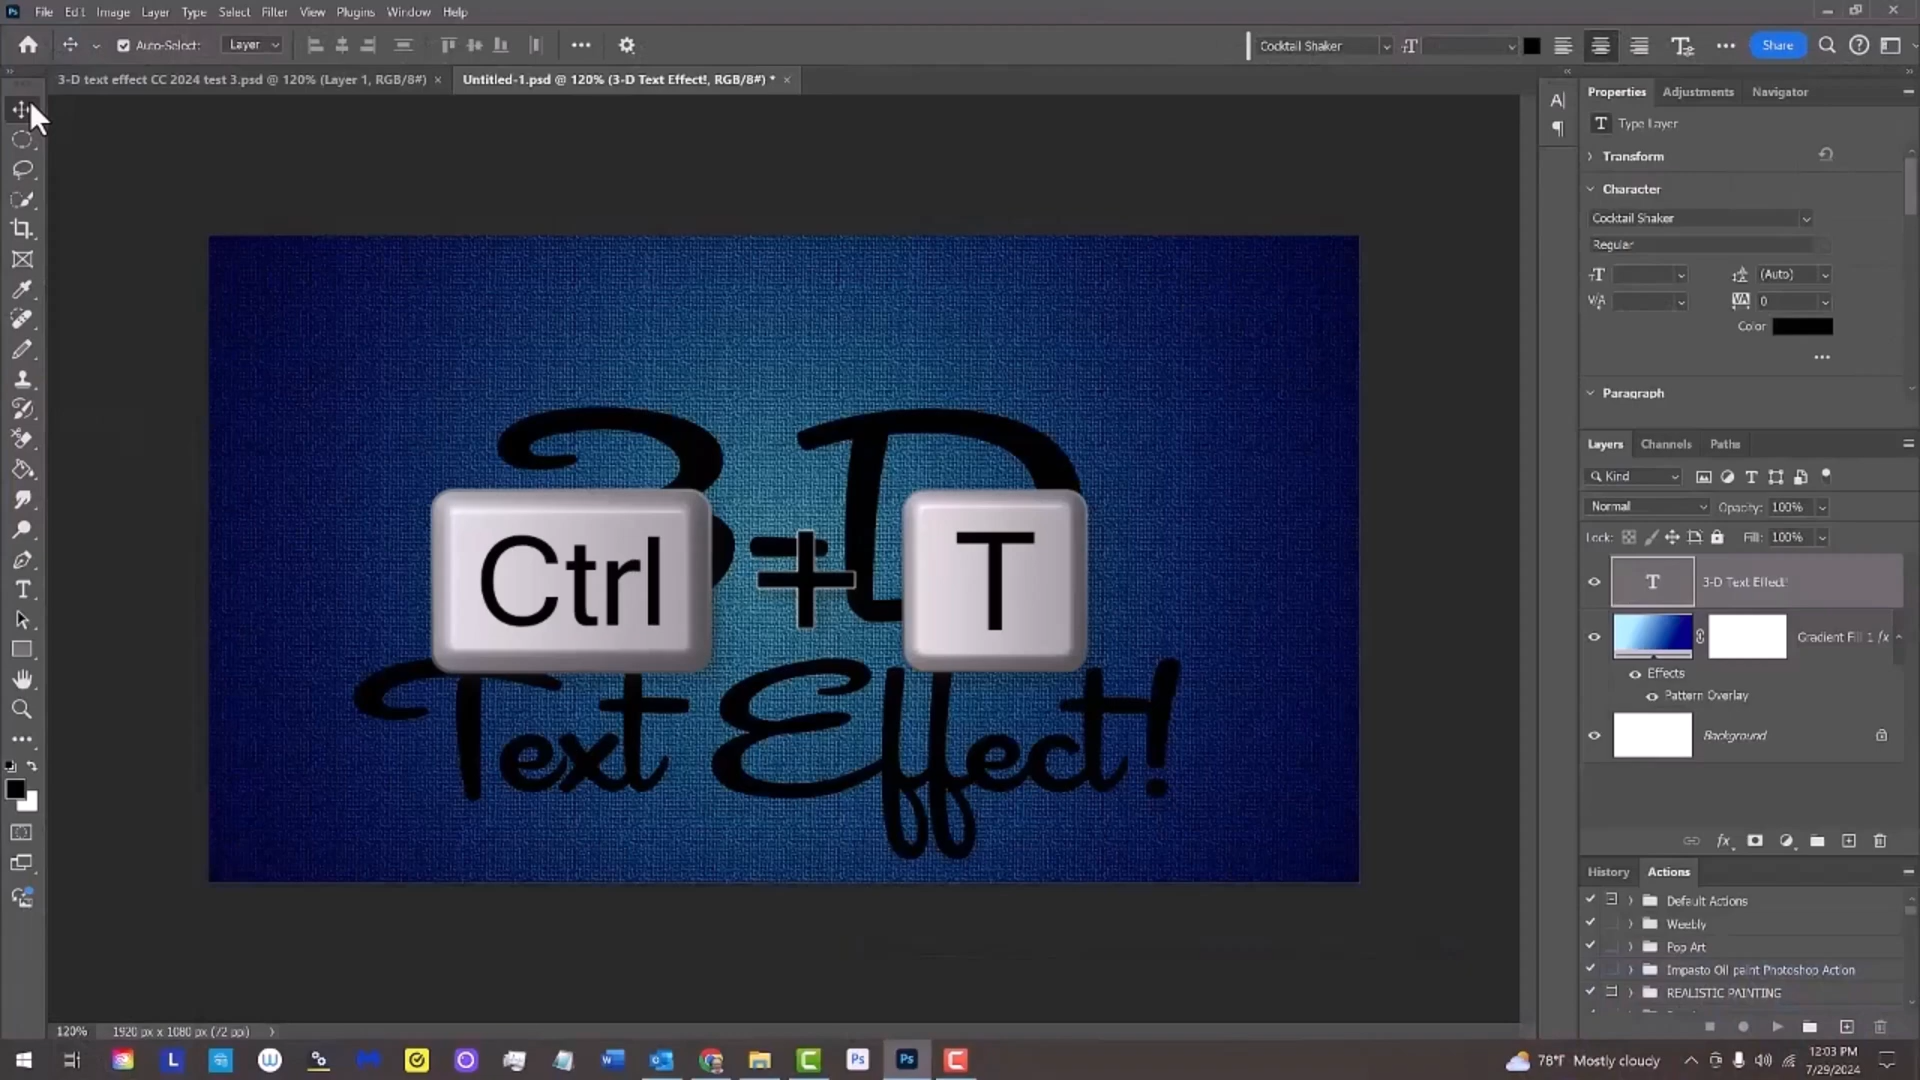 File Edit Image Layer Type Select Filter View Plugins Window Help
Auto-Select: Layer Cocktail Shaker Share
3-D text effect CC 2024 test 3.psd @ 120% (Layer 1, RGB/8#) × Untitled-1.psd @ 120% (3-D Text Effect!, RGB/8#) * ×
Properties Adjustments Navigator
T Type Layer
Transform
Character
Cocktail Shaker
Regular
(Auto)
0
Color
Paragraph
3-D
Ctrl + T
Text Effect!
Layers Channels Paths
Kind
Normal Opacity: 100%
Lock: Fill: 100%
T 3-D Text Effect!
Gradient Fill 1 fx
Effects
Pattern Overlay
Background
fx
History Actions
Default Actions
Weebly
Pop Art
Impasto Oil paint Photoshop Action
REALISTIC PAINTING
120% 1920 px x 1080 px (72 ppi)
78°F Mostly cloudy 12:03 PM
7/29/2024